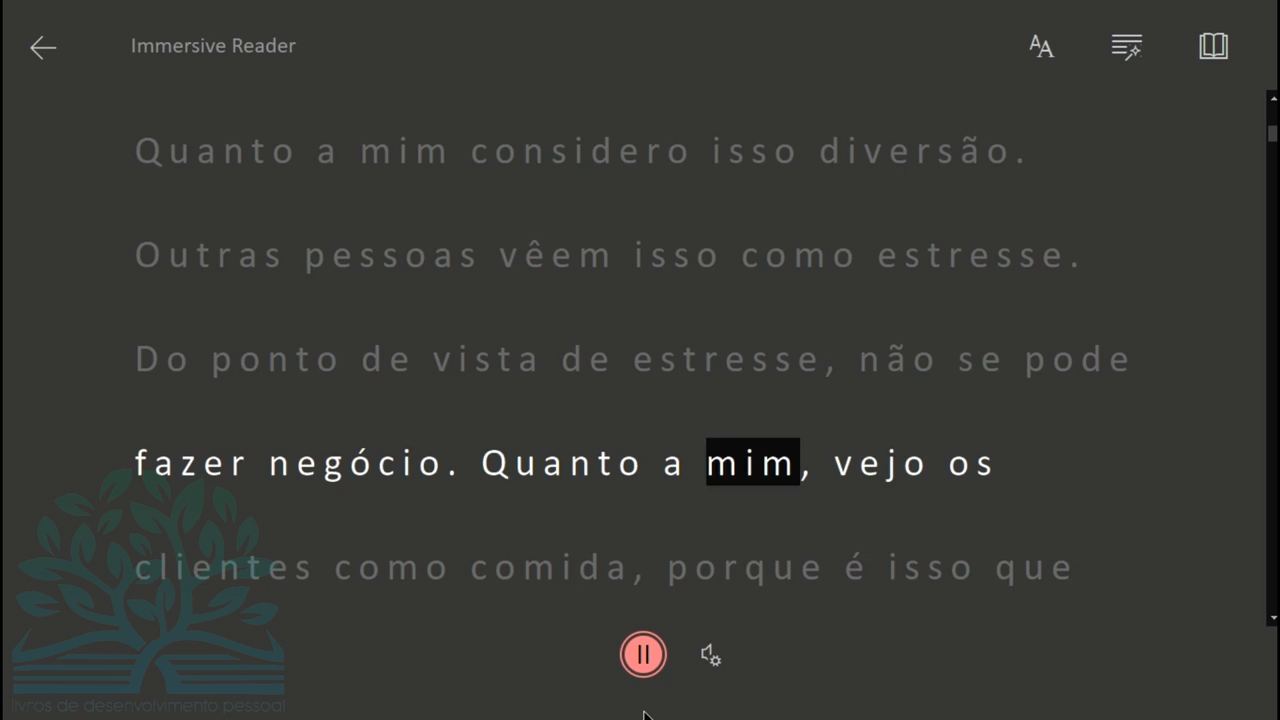 Immersive Reader
Quanto a mim considero isso diversão.
Outras pessoas vêem isso como estresse.
Do ponto de vista de estresse, não se pode
fazer negócio. Quanto a mim, vejo os
clientes como comida, porque é isso que
livros de desenvolvimento pessoal